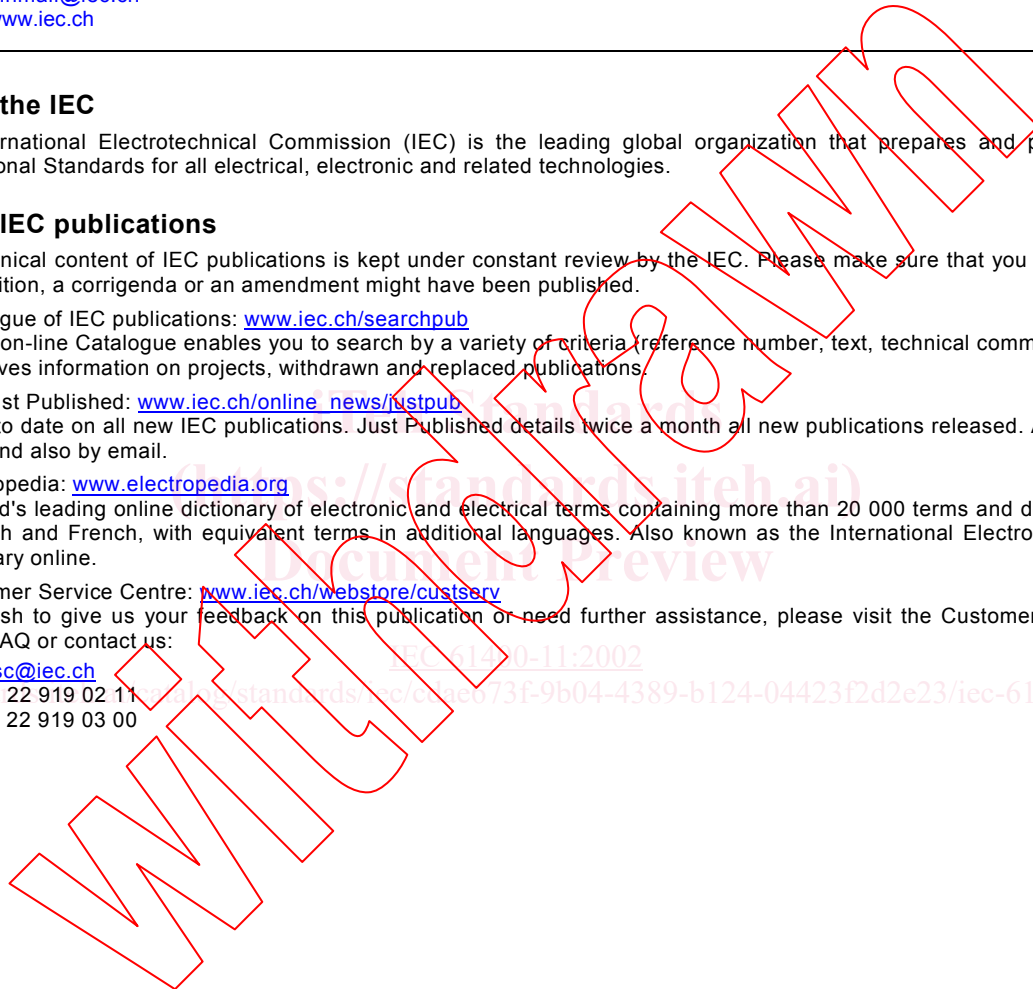 www.iec.ch
the IEC
rnational Electrotechnical Commission (IEC) is the leading global organization that prepares and p
onal Standards for all electrical, electronic and related technologies.
IEC publications
nical content of IEC publications is kept under constant review by the IEC. Please make sure that you
ition, a corrigenda or an amendment might have been published.
gue of IEC publications: www.iec.ch/searchpub
on-line Catalogue enables you to search by a variety of criteria (reference number, text, technical comm
ves information on projects, withdrawn and replaced publications.
iTeh Standards
st Published: www.iec.ch/online_news/justpub
to date on all new IEC publications. Just Published details twice a month all new publications released. A
nd also by email.
(https://standards.iteh.ai)
opedia: www.electropedia.org
d's leading online dictionary of electronic and electrical terms containing more than 20 000 terms and d
h and French, with equivalent terms in additional languages. Also known as the International Electro
ary online.
Document Preview
mer Service Centre: www.iec.ch/webstore/custserv
sh to give us your feedback on this publication or need further assistance, please visit the Customer
AQ or contact us:
IEC 61400-11:2002
sc@iec.ch
22 919 02 11
catalog/standards/iec/cdae673f-9b04-4389-b124-04423f2d2e23/iec-61
22 919 03 00
withdrawn